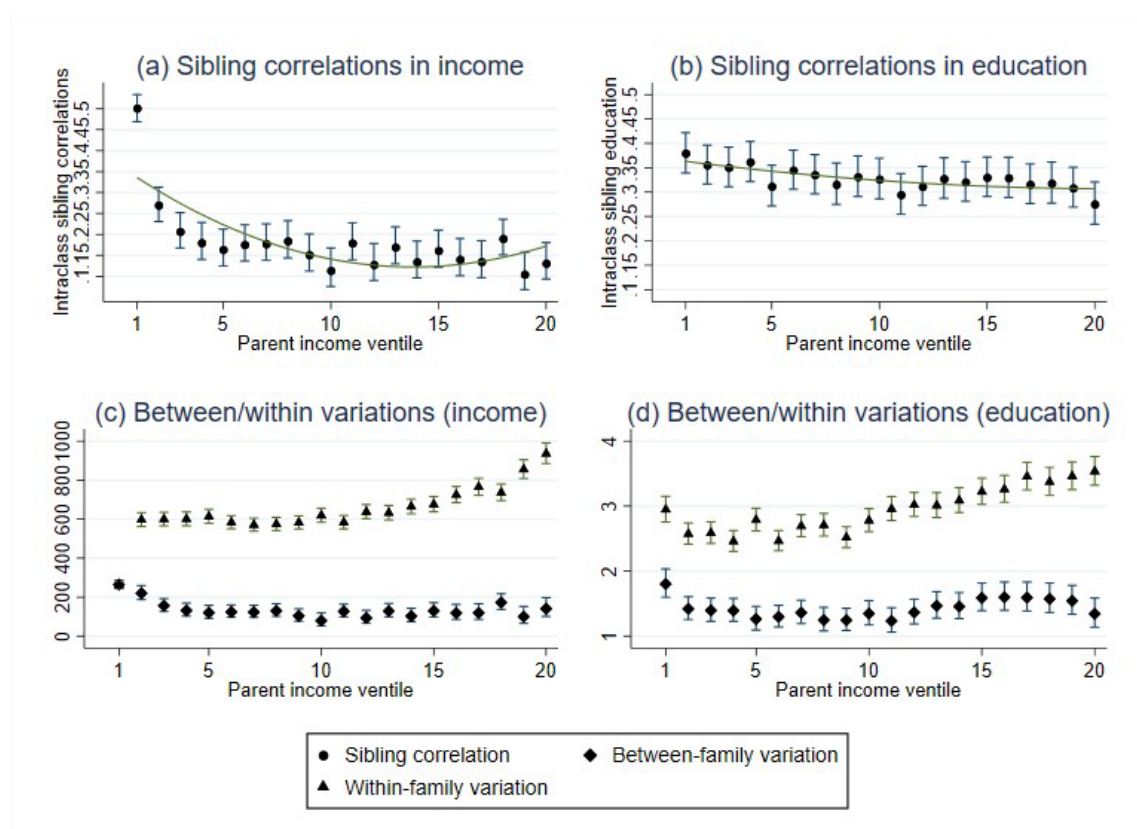 (a) Sibling correlations in income
Intraclass sibling correlations
.1 .15 .2 .25 .3 .35 .4 .45 .5
1 5 10 15 20
Parent income ventile
(b) Sibling correlations in education
Intraclass sibling education
.1 .15 .2 .25 .3 .35 .4 .5
1 5 10 15 20
Parent income ventile
(c) Between/within variations (income)
0 200 400 600 800 1000
1 5 10 15 20
Parent income ventile
(d) Between/within variations (education)
1 2 3 4
1 5 10 15 20
Parent income ventile
Sibling correlation
Between-family variation
Within-family variation